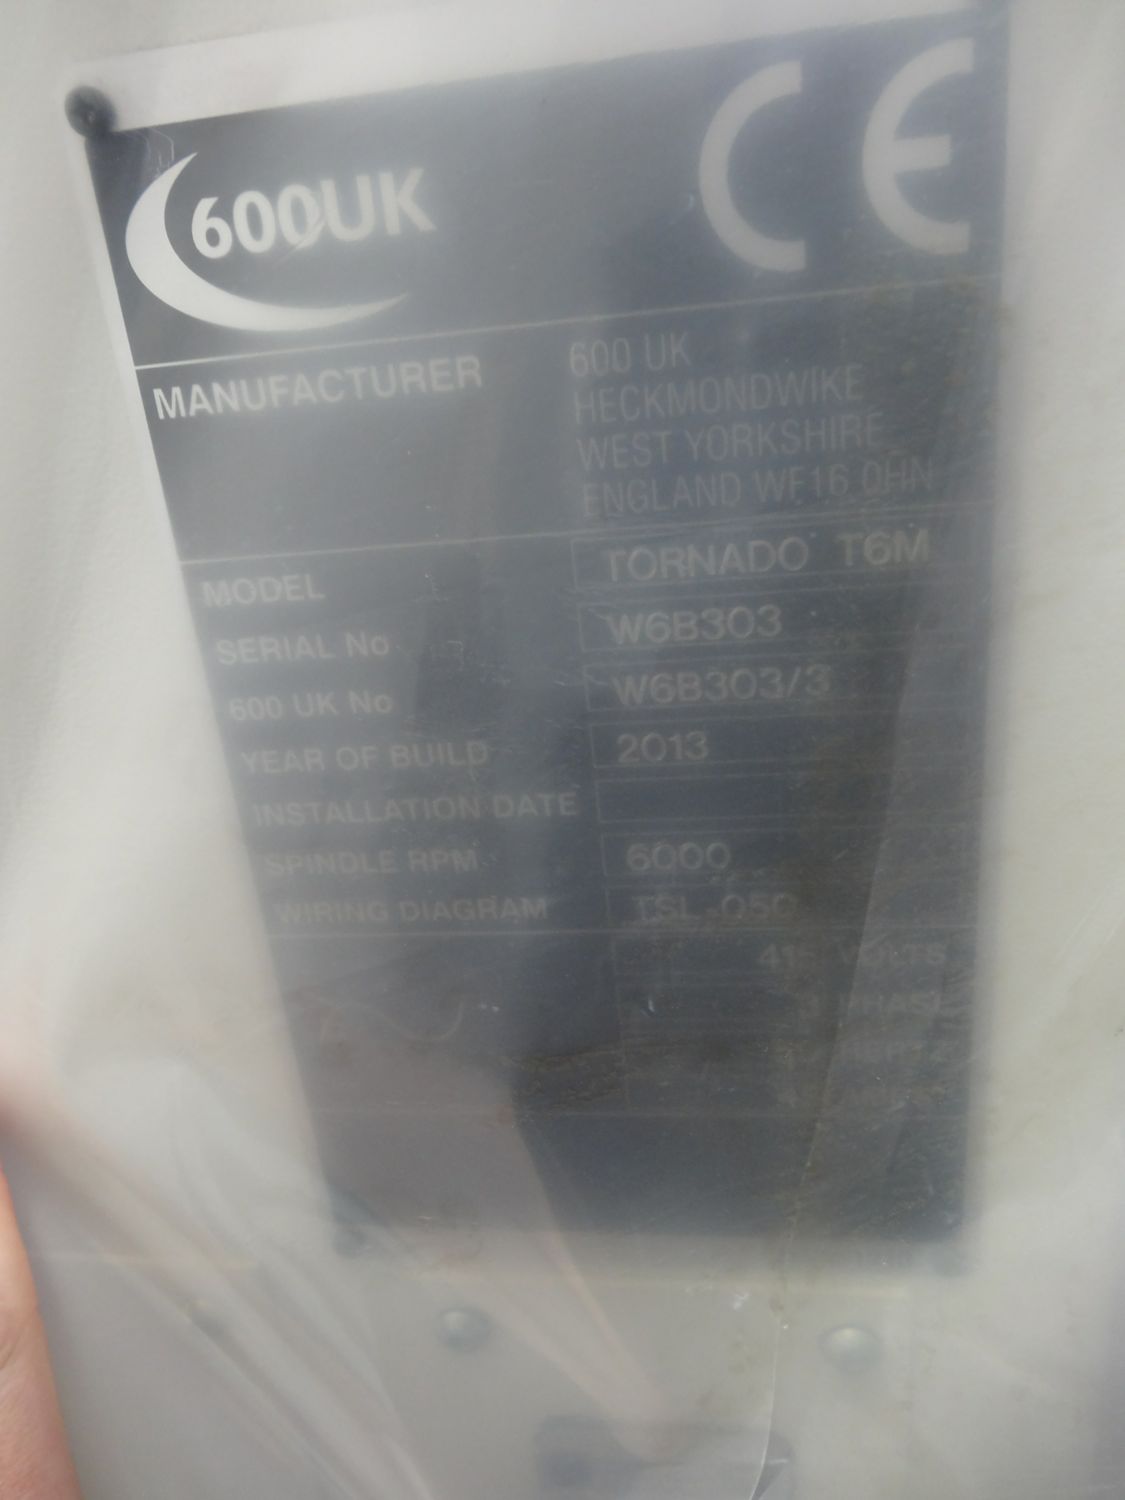 600UK CE
MANUFACTURER 600 UK
HECKMONDWIKE
WEST YORKSHIRE
ENGLAND WF16 0HN
MODEL TORNADO T6M
SERIAL No W6B303
600 UK No W6B303/3
YEAR OF BUILD 2013
INSTALLATION DATE
SPINDLE RPM 6000
WIRING DIAGRAM
VOLTS
PHASE